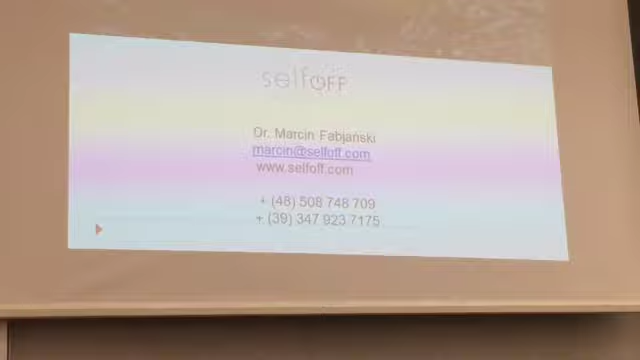 selfOFF
Dr. Marcin Fabjański
marcin@selfoff.com
www.selfoff.com
+ (48) 508 748 709
+ (39) 347 923 7175